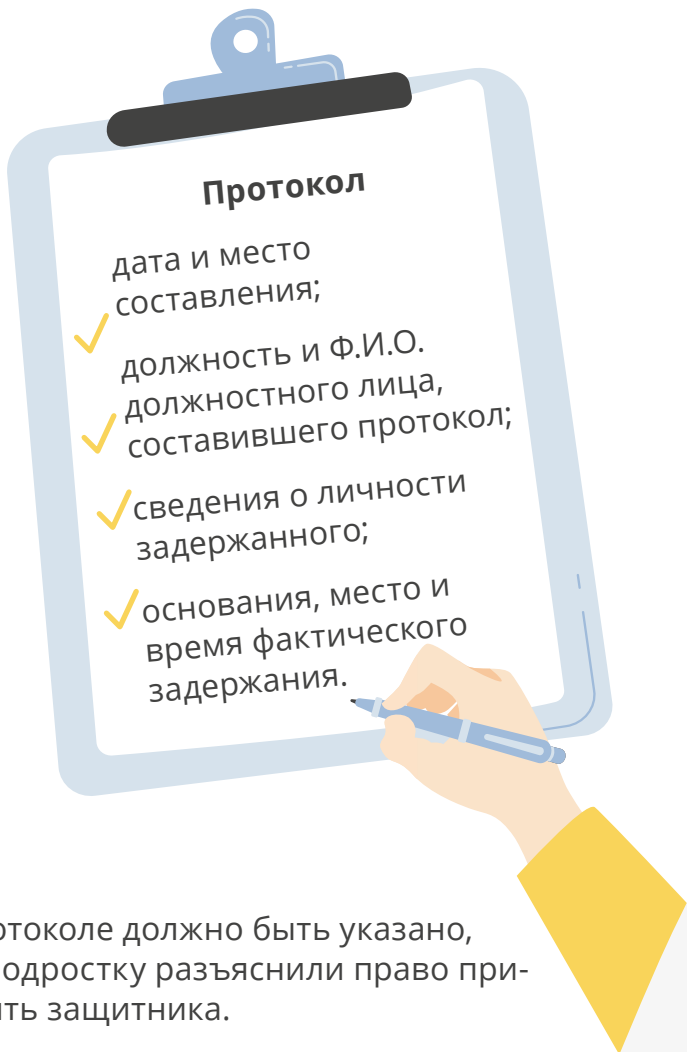 Протокол
дата и место
составления;
должность и Ф.И.О.
должностного лица,
составившего протокол;
сведения о личности
задержанного;
основания, место и
время фактического
задержания.
отоколе должно быть указано,
одростку разъяснили право при-
ить защитника.